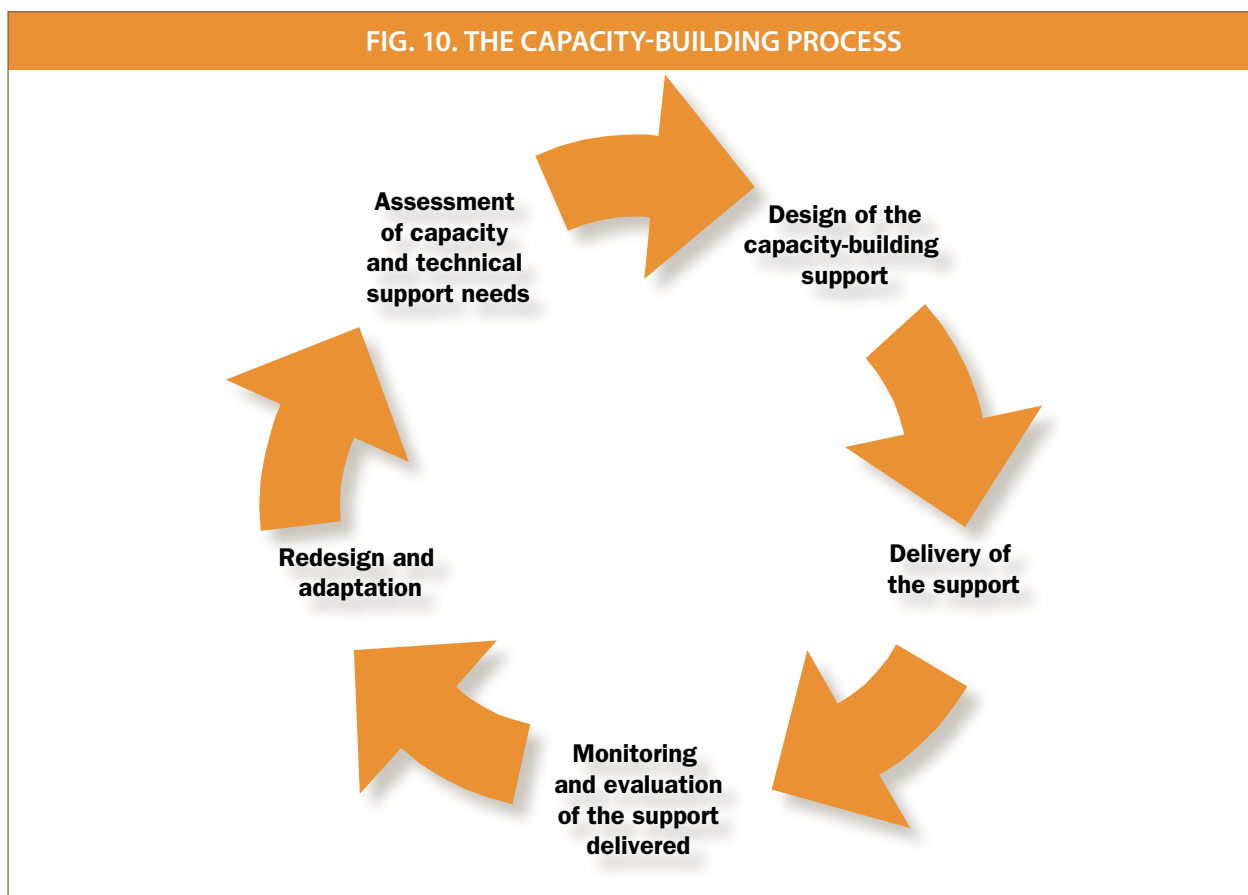 FIG. 10. THE CAPACITY-BUILDING PROCESS
Assessment
of capacity
and technical
support needs
Design of the
capacity-building
support
Delivery of
the support
Monitoring
and evaluation
of the support
delivered
Redesign and
adaptation